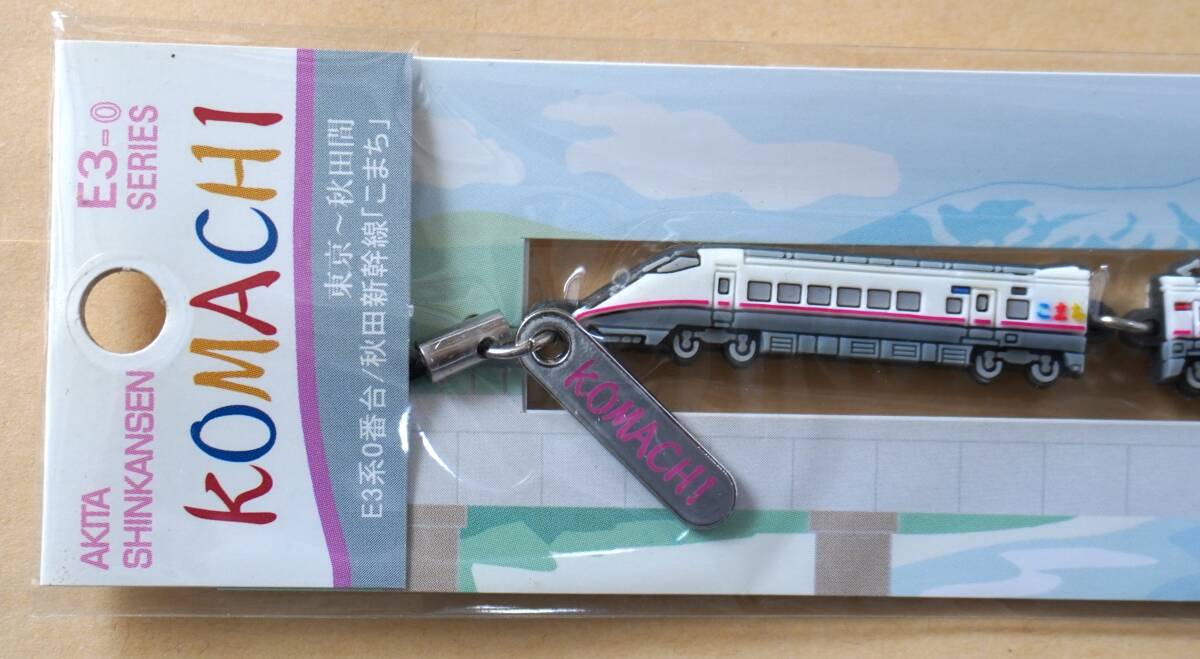 AKITA
SHINKANSEN
E3-0
SERIES
KOMACHI
東京〜秋田間
E3系0番台/秋田新幹線「こまち」
KOMACHI
こまち